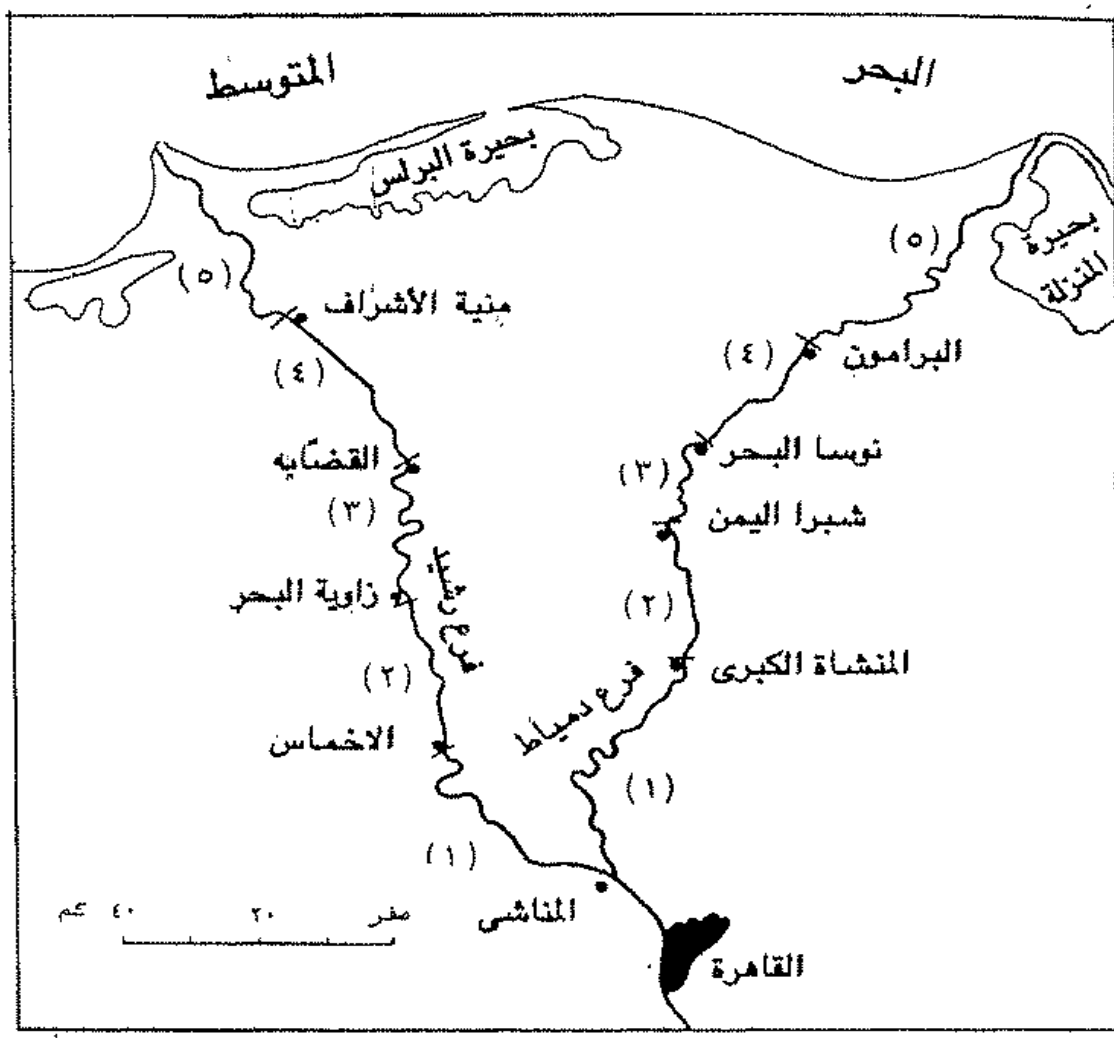 البحر
المتوسط
بحيرة البرلس
بحيرة
المنزلة
(٥)
(٥)
منية الأشراف
البرامون
(٤)
(٤)
نوسا البحر
القضابه
(٣)
(٣)
شبرا اليمن
زاوية البحر
فرع رشيد
(٢)
(٢)
المنشاة الكبرى
فرع دمياط
الاخماس
(١)
(١)
المناشى
صفر ٢٠ ٤٠ كم
القاهرة